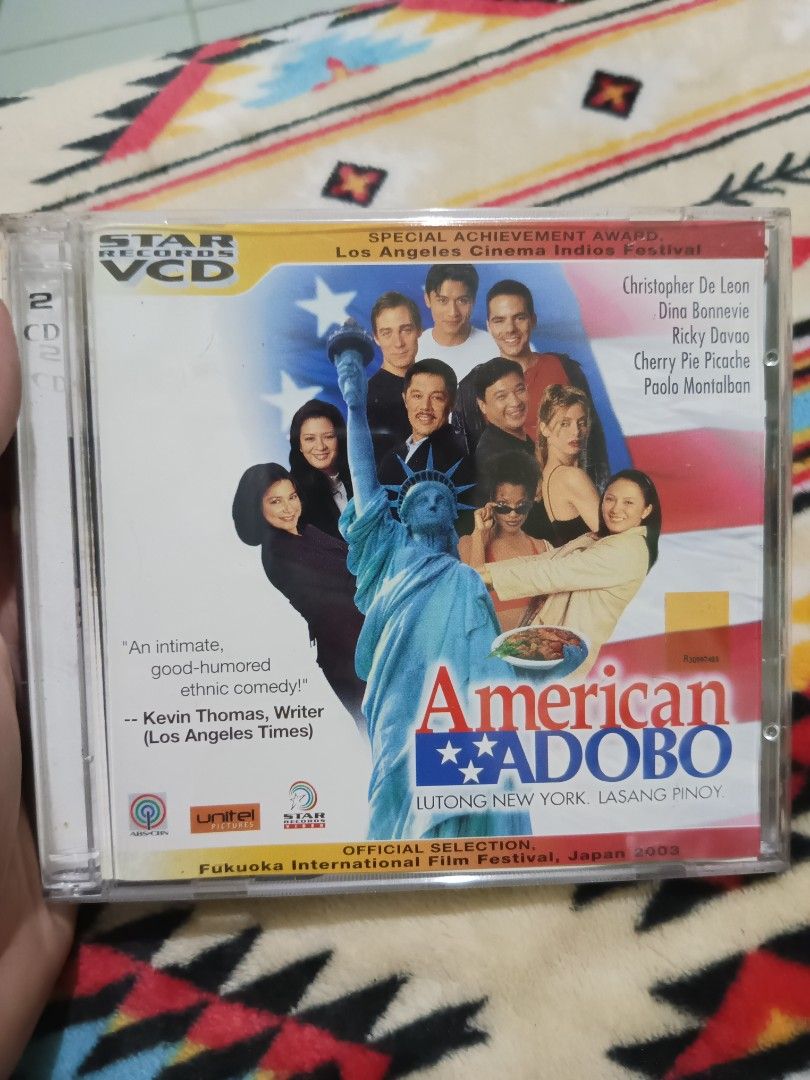 STAR
RECORDS
VCD
SPECIAL ACHIEVEMENT AWARD.
Los Angeles Cinema Indios Festival
2
CD
Christopher De Leon
Dina Bonnevie
Ricky Davao
Cherry Pie Picache
Paolo Montalban
"An intimate,
good-humored
ethnic comedy!"
-- Kevin Thomas, Writer
(Los Angeles Times)
American
ADOBO
LUTONG NEW YORK. LASANG PINOY.
ABS-CBN
unitel
PICTURES
STAR
RECORDS
VIDEO
OFFICIAL SELECTION.
Fukuoka International Film Festival, Japan 2003